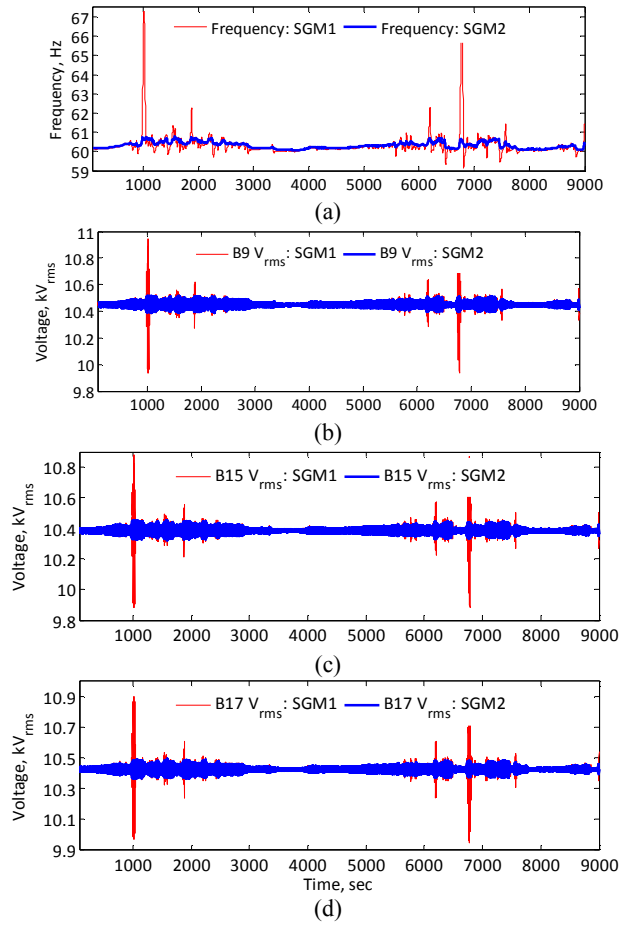 67
66
65
64
63
62
61
60
59
Frequency, Hz
Frequency: SGM1 Frequency: SGM2
1000 2000 3000 4000 5000 6000 7000 8000 9000
(a)
11
10.8
10.6
10.4
10.2
10
9.8
Voltage, kVrms
B9 Vrms: SGM1 B9 Vrms: SGM2
1000 2000 3000 4000 5000 6000 7000 8000 9000
(b)
10.8
10.6
10.4
10.2
10
9.8
Voltage, kVrms
B15 Vrms: SGM1 B15 Vrms: SGM2
1000 2000 3000 4000 5000 6000 7000 8000 9000
(c)
10.9
10.7
10.5
10.3
10.1
9.9
Voltage, kVrms
B17 Vrms: SGM1 B17 Vrms: SGM2
1000 2000 3000 4000 5000 6000 7000 8000 9000
Time, sec
(d)